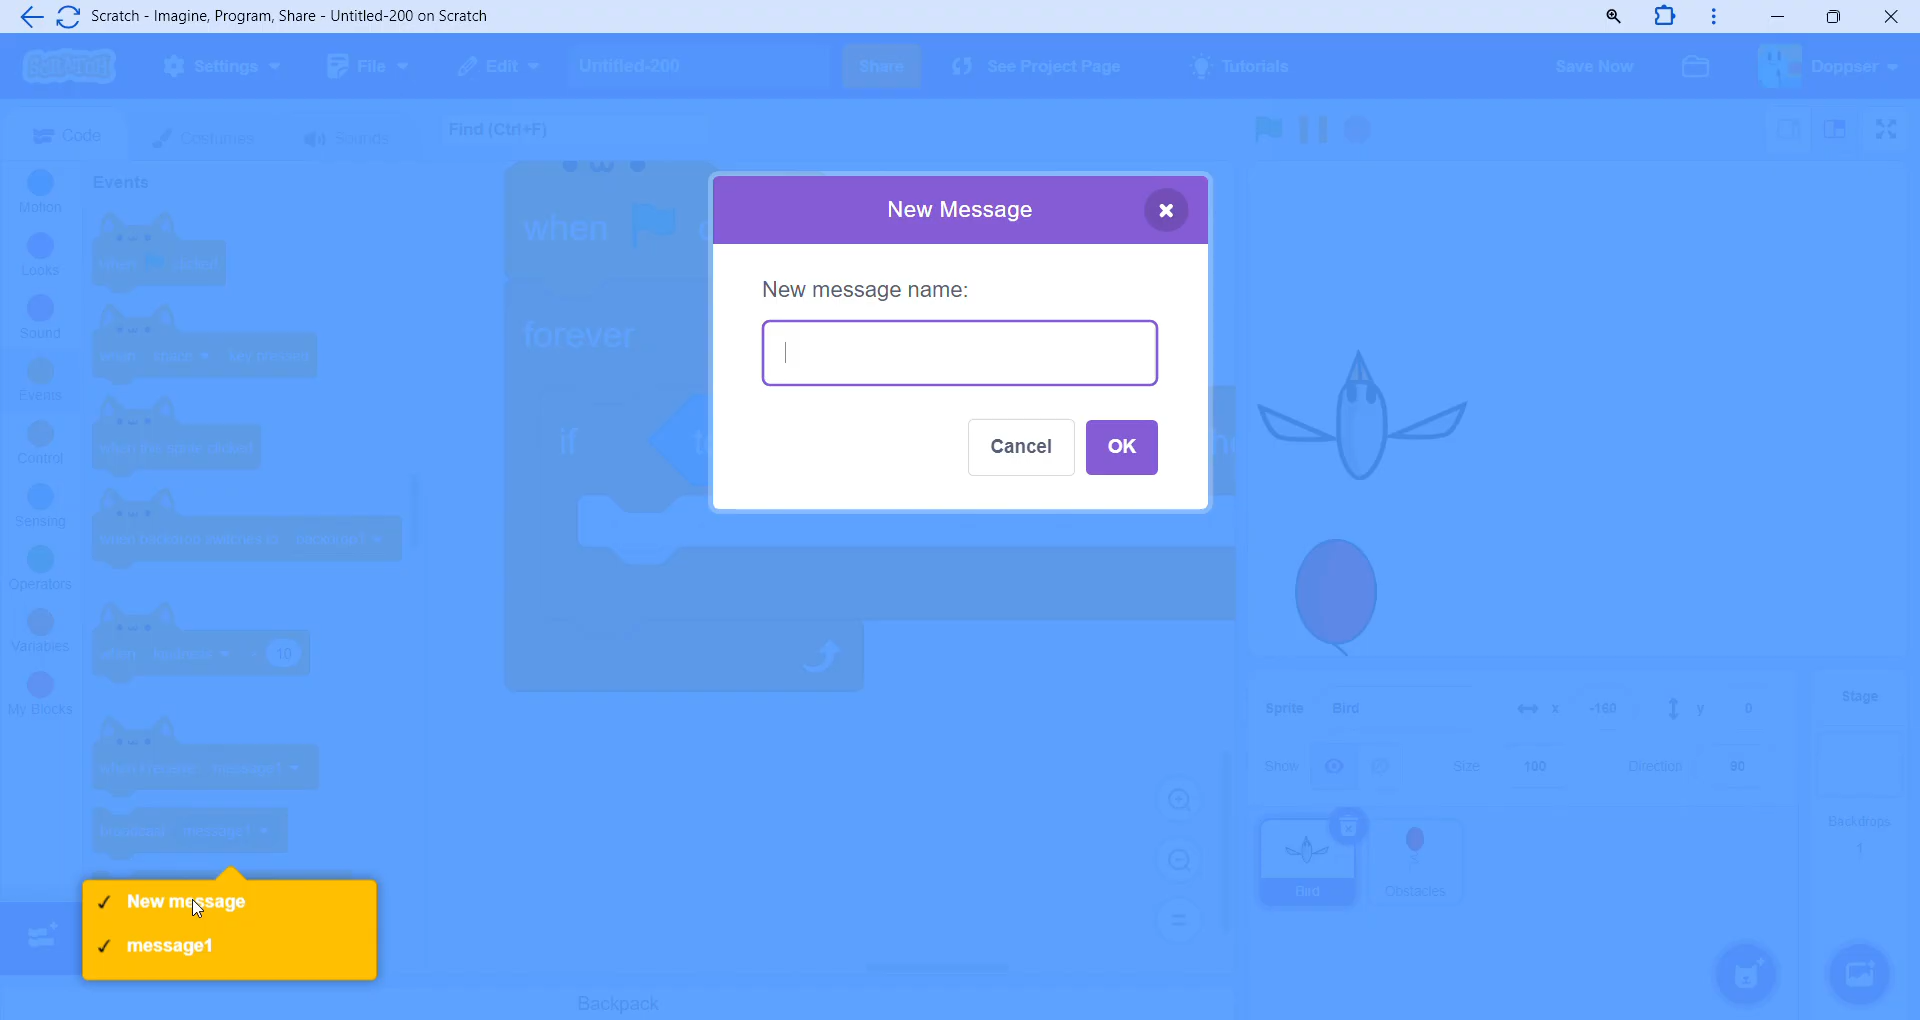 Scratch - Imagine, Program, Share - Untitled-200 on Scratch
SCRATCH
Settings
File
Edit
Untitled-200
Share
See Project Page
Tutorials
Save Now
Doppser
Code
Costumes
Sounds
Find (Ctrl+F)
Motion
Looks
Sound
Events
Control
Sensing
Operators
Variables
My Blocks
Events
when clicked
when space key pressed
when this sprite clicked
when backdrop switches to backdrop1
when loudness > 10
when I receive message1
broadcast message1
New message
message1
when
forever
if
New Message
New message name:
Cancel
OK
Sprite Bird
x -160
y 0
Show
Size 100
Direction 90
Bird
Obstacles
Stage
Backdrops
1
Backpack